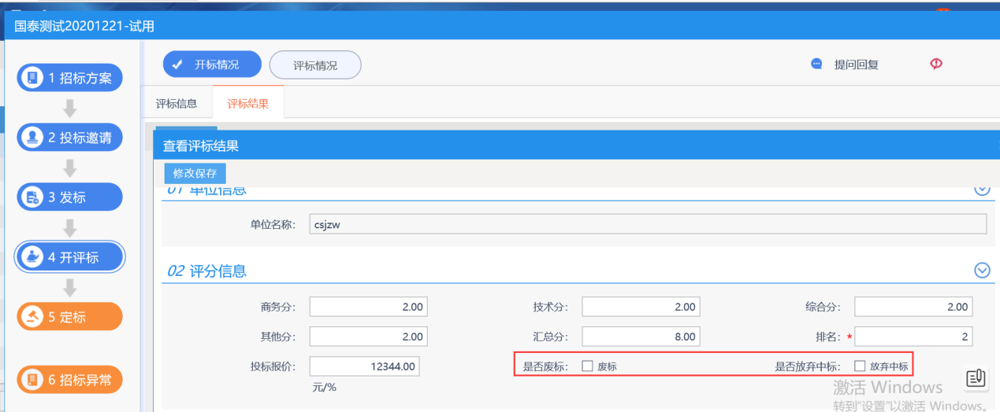 国泰测试20201221-试用
1 招标方案
2 投标邀请
3 发标
4 开评标
5 定标
6 招标异常
开标情况 评标情况 提问回复
评标信息 评标结果
查看评标结果
修改保存
01 单位信息
单位名称: csjzw
02 评分信息
商务分: 2.00 技术分: 2.00 综合分: 2.00
其他分: 2.00 汇总分: 8.00 排名: * 2
投标报价: 12344.00 是否废标: 废标 是否放弃中标: 放弃中标
元/%
激活 Windows
转到"设置"以激活 Windows。